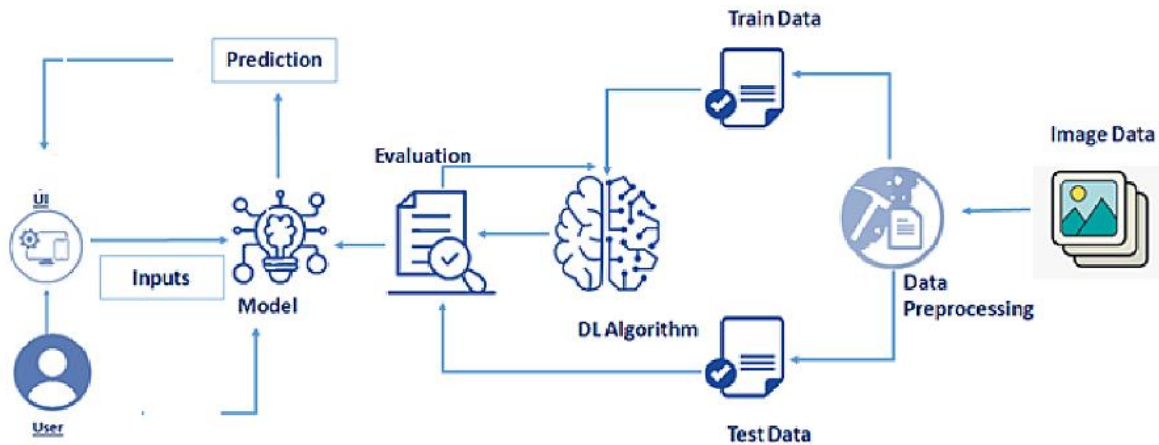 Train Data
Prediction
Image Data
Evaluation
UI
Inputs
Model
DL Algorithm
Data
Preprocessing
User
Test Data